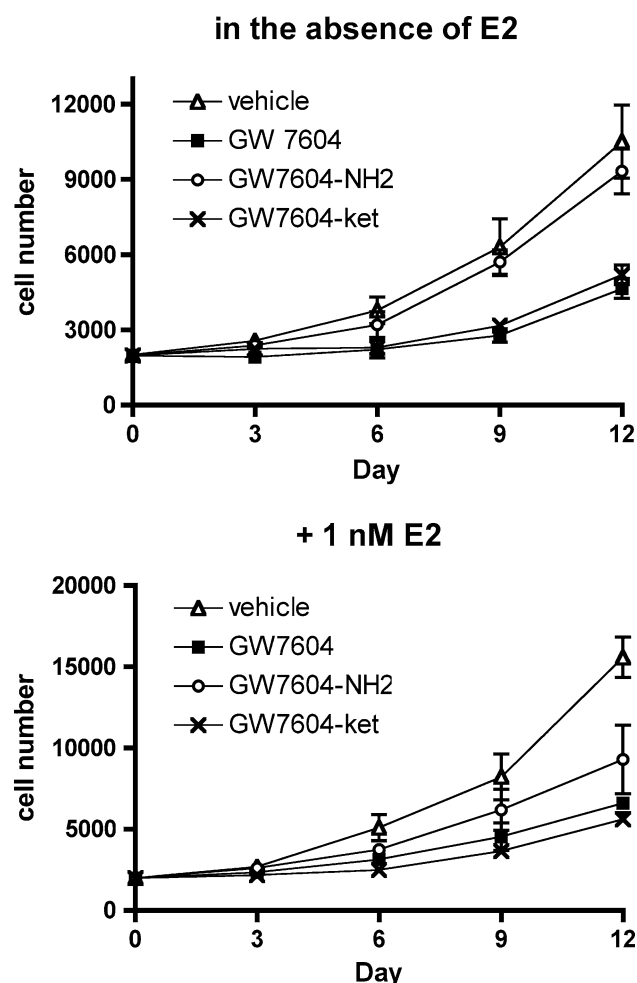 in the absence of E2
12000
9000
6000
3000
0
cell number
vehicle
GW 7604
GW7604-NH2
GW7604-ket
0 3 6 9 12
Day
+ 1 nM E2
20000
15000
10000
5000
0
cell number
vehicle
GW7604
GW7604-NH2
GW7604-ket
0 3 6 9 12
Day